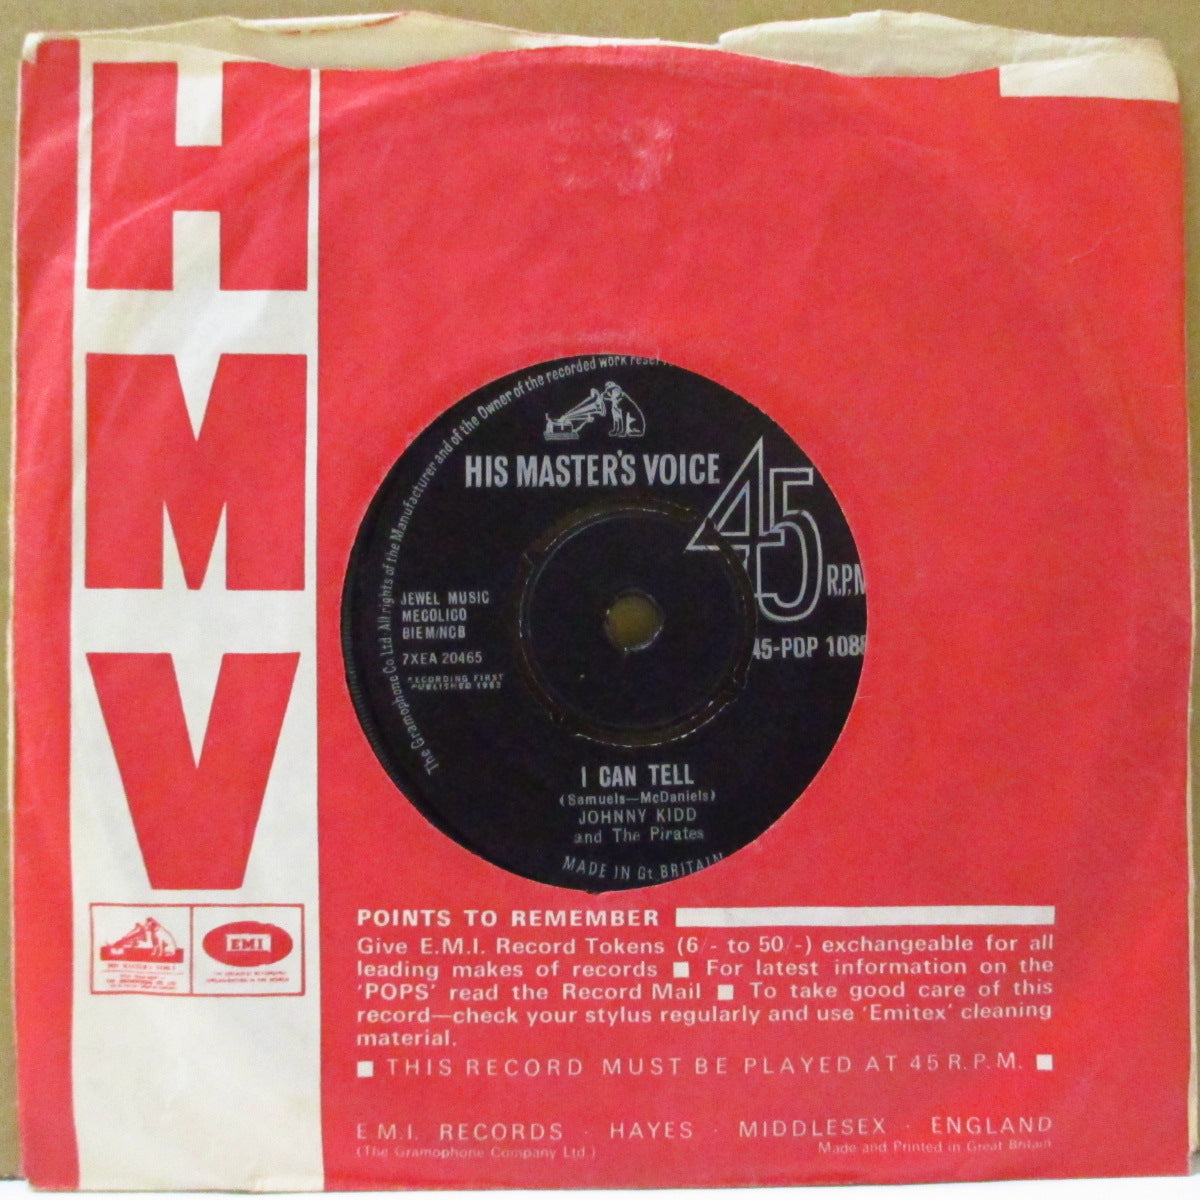 HMV
The Gramophone Co Ltd. All rights of the Manufacturer and of the Owner of the recorded work
HIS MASTER'S VOICE
45
R.P.M
45-POP 1088
JEWEL MUSIC
MECOLICO
BIEM/NCB
7XEA 20465
RECORDING FIRST
PUBLISHED 1962
I CAN TELL
(Samuels—McDaniels)
JOHNNY KIDD
and The Pirates
MADE IN Gt. BRITAIN
HIS MASTER'S VOICE
EMI
POINTS TO REMEMBER
Give E.M.I. Record Tokens (6/- to 50/-) exchangeable for all
leading makes of records ■ For latest information on the
'POPS' read the Record Mail ■ To take good care of this
record—check your stylus regularly and use 'Emitex' cleaning
material.
■ THIS RECORD MUST BE PLAYED AT 45 R.P.M. ■
E.M.I. RECORDS · HAYES · MIDDLESEX · ENGLAND
(The Gramophone Company Ltd.)
Made and Printed in Great Britain